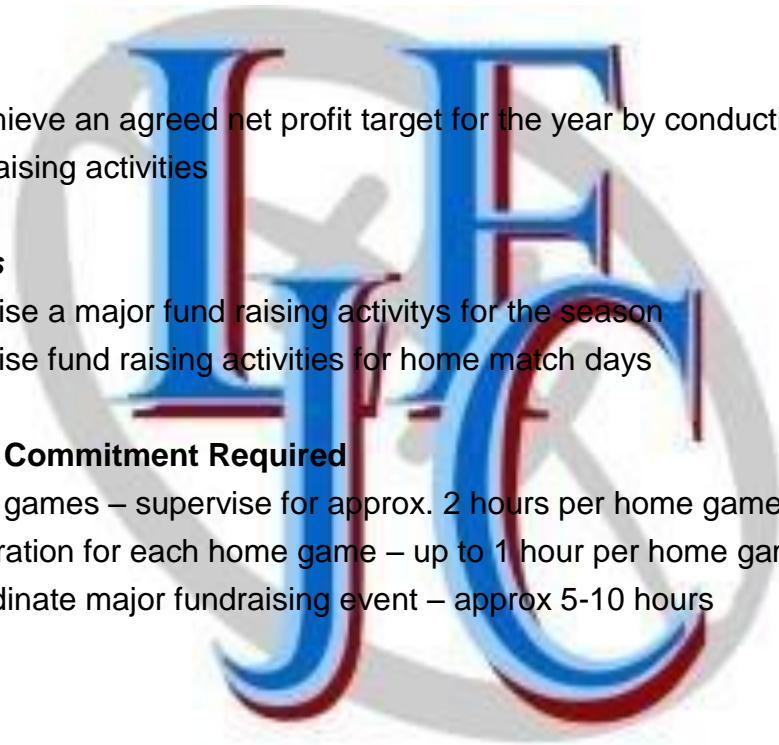 hieve an agreed net profit target for the year by conducti
aising activities
s
ise a major fund raising activitys for the season
ise fund raising activities for home match days
Commitment Required
games – supervise for approx. 2 hours per home game
ration for each home game – up to 1 hour per home gar
dinate major fundraising event – approx 5-10 hours
LF
JC